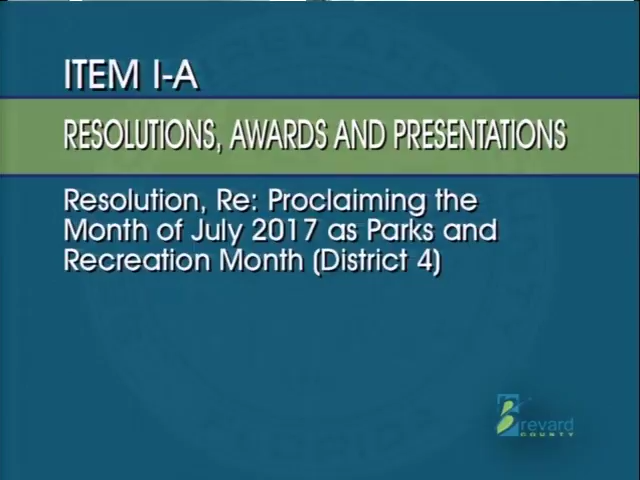 ITEM I-A
RESOLUTIONS, AWARDS AND PRESENTATIONS
Resolution, Re: Proclaiming the
Month of July 2017 as Parks and
Recreation Month (District 4)
Brevard
COUNTY